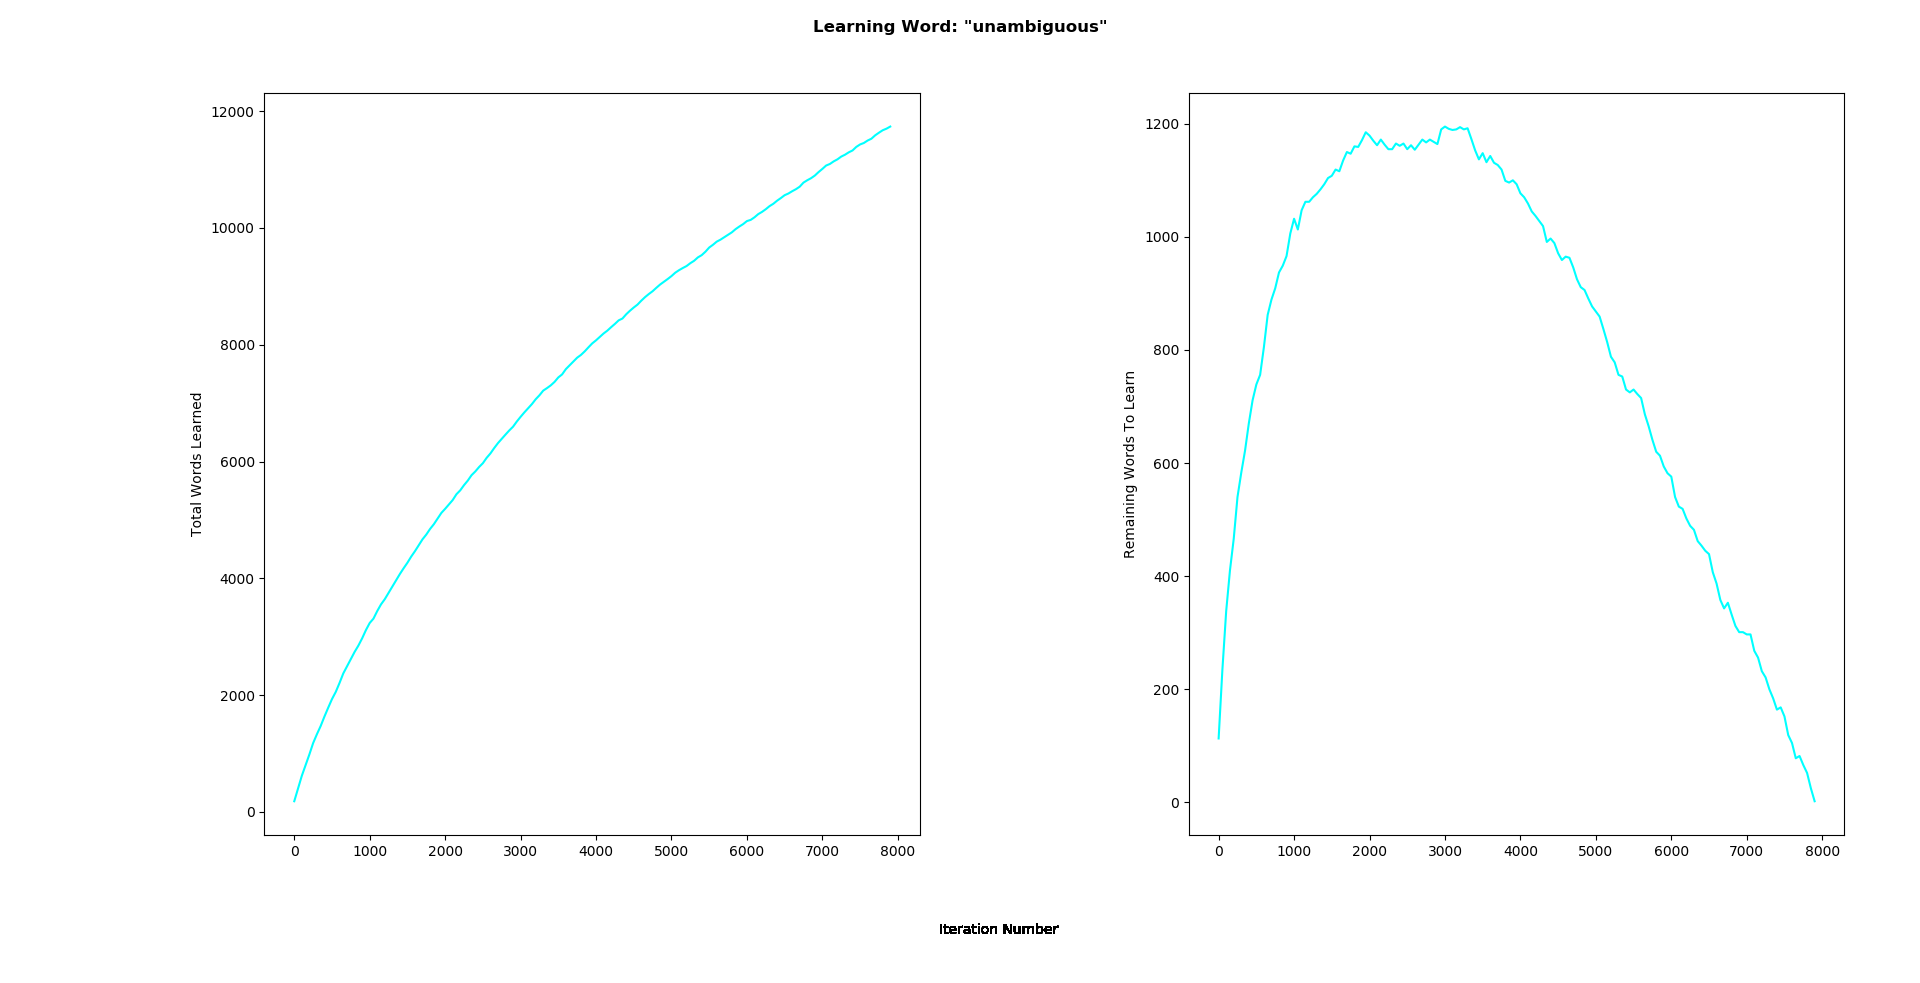 Learning Word: "unambiguous"
Total Words Learned
12000
10000
8000
6000
4000
2000
0
0 1000 2000 3000 4000 5000 6000 7000 8000
Remaining Words To Learn
1200
1000
800
600
400
200
0
0 1000 2000 3000 4000 5000 6000 7000 8000
Iteration Number